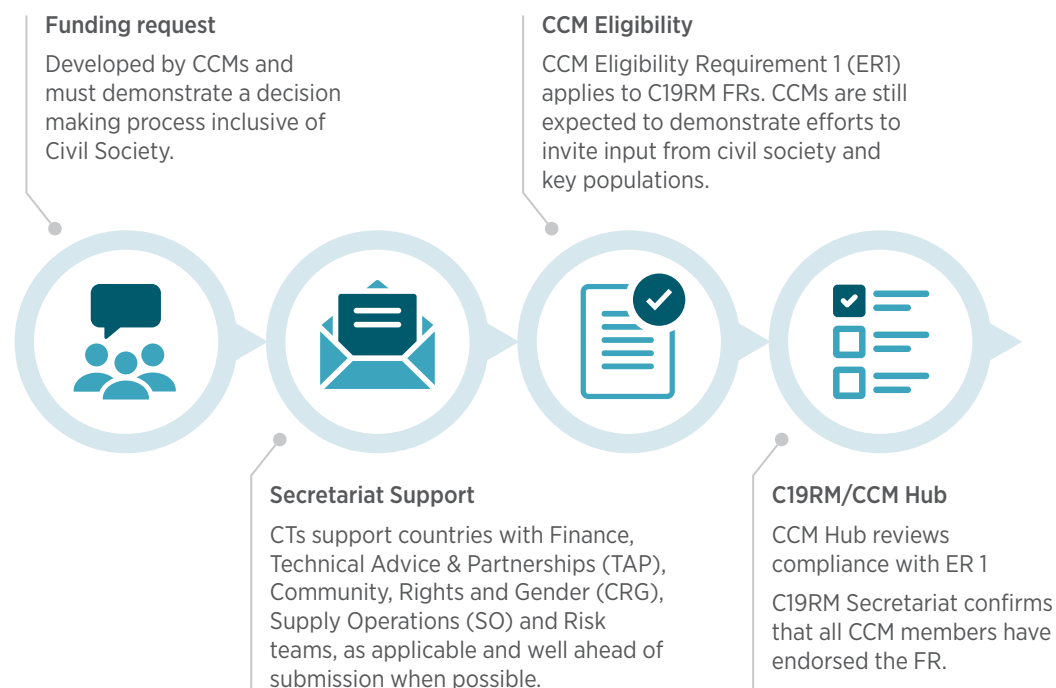 Funding request
Developed by CCMs and
must demonstrate a decision
making process inclusive of
Civil Society.
CCM Eligibility
CCM Eligibility Requirement 1 (ER1)
applies to C19RM FRs. CCMs are still
expected to demonstrate efforts to
invite input from civil society and
key populations.
Secretariat Support
CTs support countries with Finance,
Technical Advice & Partnerships (TAP),
Community, Rights and Gender (CRG),
Supply Operations (SO) and Risk
teams, as applicable and well ahead of
submission when possible.
C19RM/CCM Hub
CCM Hub reviews
compliance with ER 1
C19RM Secretariat confirms
that all CCM members have
endorsed the FR.